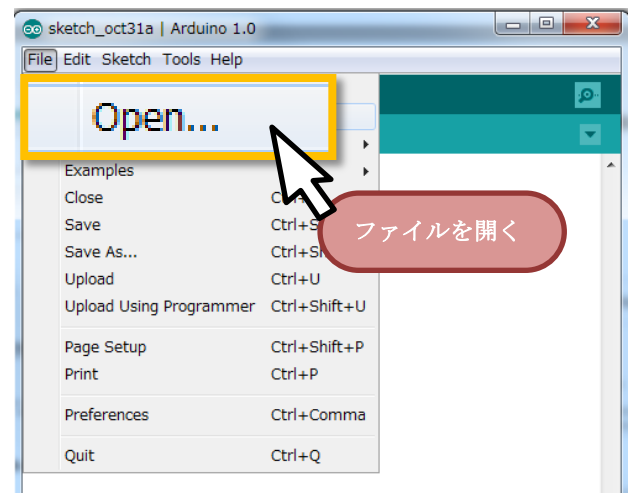 sketch_oct31a | Arduino 1.0
File Edit Sketch Tools Help
Open...
Examples
Close
Save
ファイルを開く
Save As...
Upload Ctrl+U
Upload Using Programmer Ctrl+Shift+U
Page Setup Ctrl+Shift+P
Print Ctrl+P
Preferences Ctrl+Comma
Quit Ctrl+Q